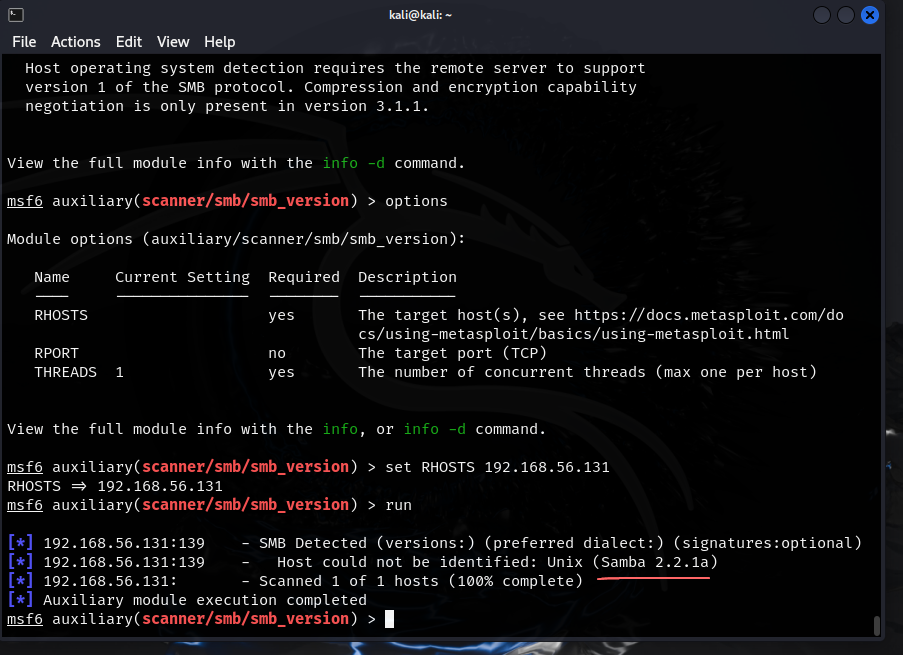 kali@kali: ~
File Actions Edit View Help
Host operating system detection requires the remote server to support
version 1 of the SMB protocol. Compression and encryption capability
negotiation is only present in version 3.1.1.
View the full module info with the info -d command.
msf6 auxiliary(scanner/smb/smb_version) > options
Module options (auxiliary/scanner/smb/smb_version):
Name Current Setting Required Description
RHOSTS yes The target host(s), see https://docs.metasploit.com/do
cs/using-metasploit/basics/using-metasploit.html
RPORT no The target port (TCP)
THREADS 1 yes The number of concurrent threads (max one per host)
View the full module info with the info, or info -d command.
msf6 auxiliary(scanner/smb/smb_version) > set RHOSTS 192.168.56.131
RHOSTS ⇒ 192.168.56.131
msf6 auxiliary(scanner/smb/smb_version) > run
[*] 192.168.56.131:139 - SMB Detected (versions:) (preferred dialect:) (signatures:optional)
[*] 192.168.56.131:139 - Host could not be identified: Unix (Samba 2.2.1a)
[*] 192.168.56.131: - Scanned 1 of 1 hosts (100% complete)
[*] Auxiliary module execution completed
msf6 auxiliary(scanner/smb/smb_version) >